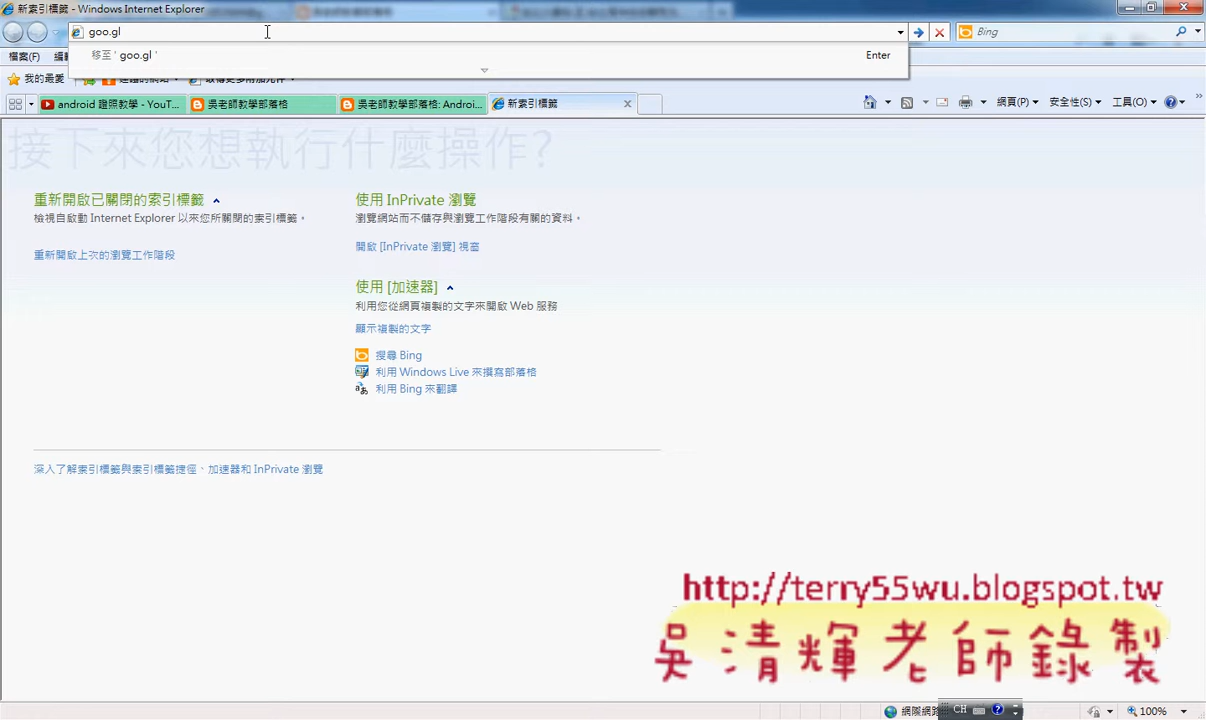 新索引標籤 - Windows Internet Explorer
goo.gl
Bing
移至 ' goo.gl '
Enter
檔案(F)
我的最愛
android 證照教學 - YouT...
吳老師教學部落格
吳老師教學部落格: Androi...
新索引標籤
網頁(P)
安全性(S)
工具(O)
接下來您想執行什麼操作?
重新開啟已關閉的索引標籤
檢視自啟動 Internet Explorer 以來您所關閉的索引標籤。
重新開啟上次的瀏覽工作階段
使用 InPrivate 瀏覽
瀏覽網站而不儲存與瀏覽工作階段有關的資料。
開啟 [InPrivate 瀏覽] 視窗
使用 [加速器]
利用您從網頁複製的文字來開啟 Web 服務
顯示複製的文字
搜尋 Bing
利用 Windows Live 來撰寫部落格
利用 Bing 來翻譯
深入了解索引標籤與索引標籤捷徑、加速器和 InPrivate 瀏覽
http://terry55wu.blogspot.tw
吳清輝老師錄製
網際網路
CH
100%